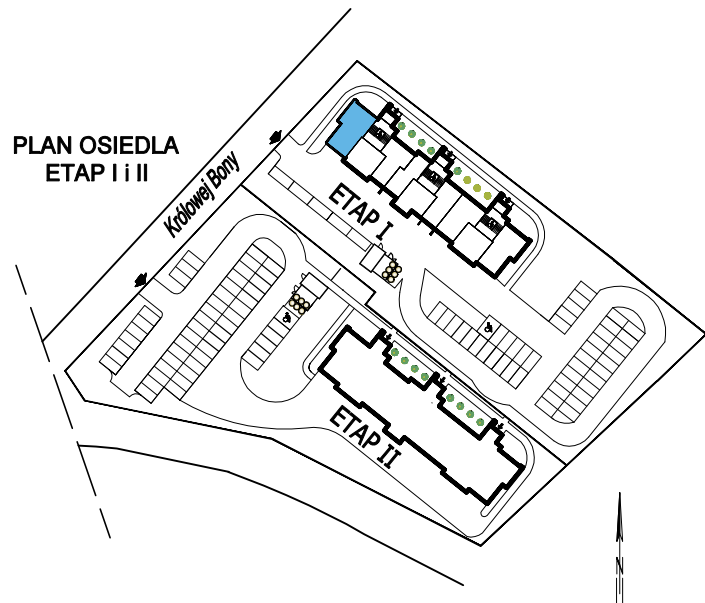 PLAN OSIEDLA
ETAP I i II
Królowej Bony
ETAP I
ETAP II
N